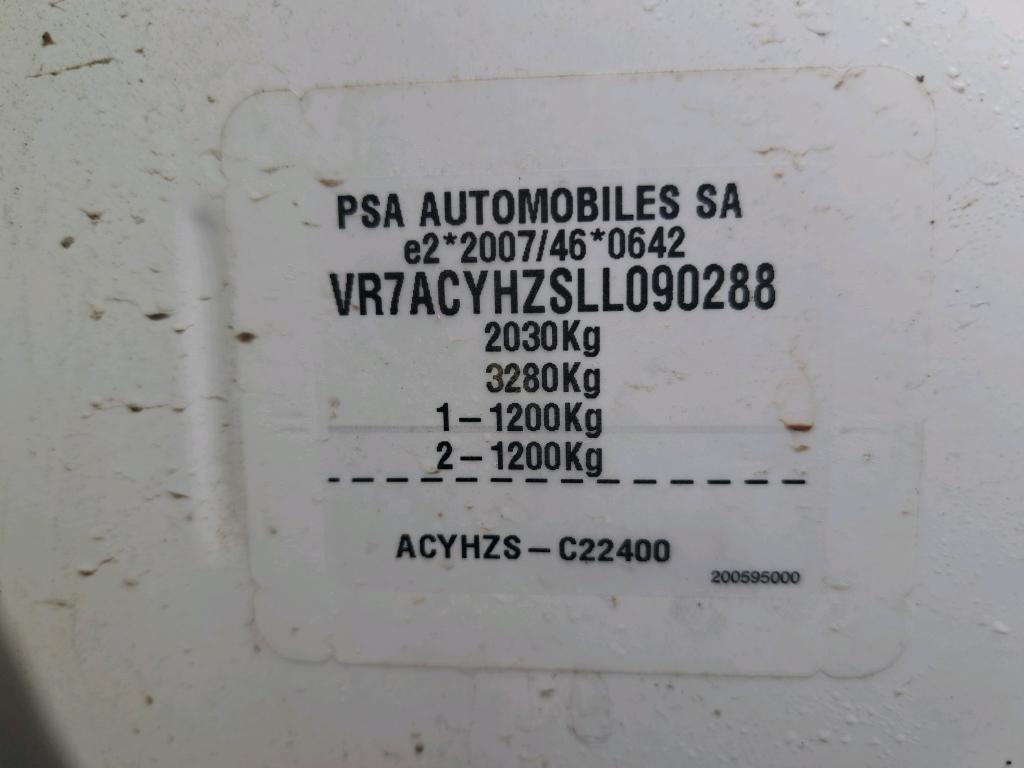 PSA AUTOMOBILES SA
e2*2007/46*0642
VR7ACYHZSLL090288
2030Kg
3280Kg
1-1200Kg
2-1200Kg
ACYHZS-C22400
200595000